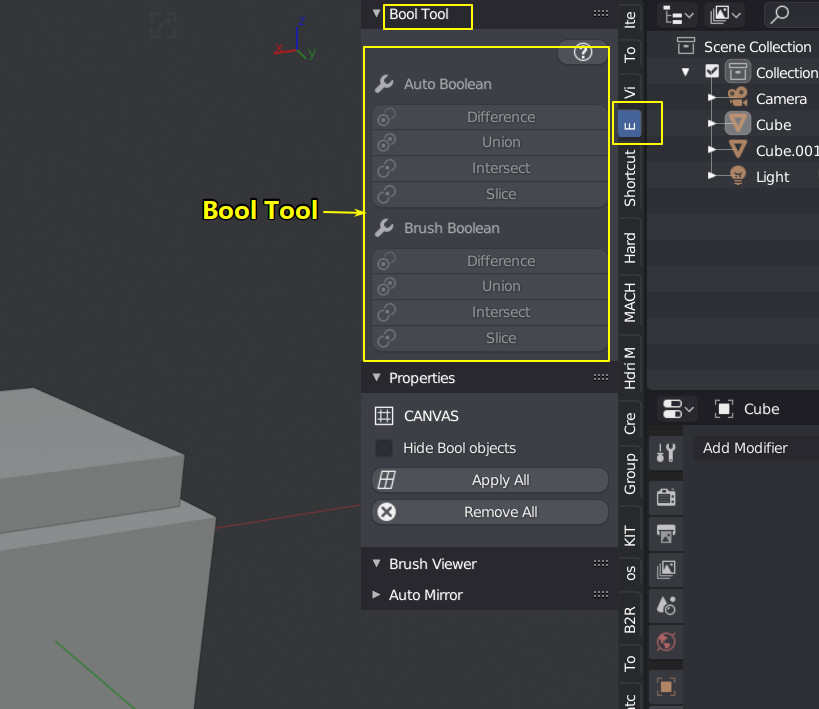 Bool Tool
Z
X
Y
?
Auto Boolean
Difference
Union
Intersect
Slice
Bool Tool
Brush Boolean
Difference
Union
Intersect
Slice
Properties
CANVAS
Hide Bool objects
Apply All
Remove All
Brush Viewer
Auto Mirror
Ite
To
Vi
E
Shortcut
Hard
MACH
Hdri M
Cre
Group
KIT
os
B2R
To
tc
Scene Collection
Collection
Camera
Cube
Cube.001
Light
Cube
Add Modifier